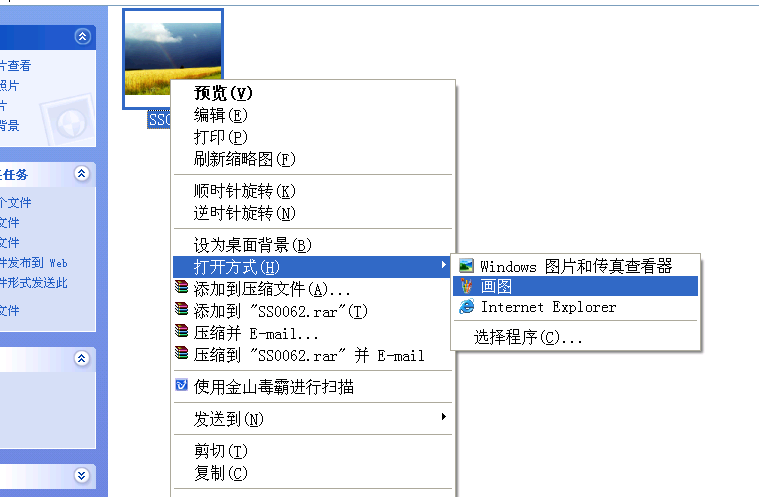 片查看
照片
片
背景
任务
个文件
文件
文件
件发布到 Web
件形式发送此
文件
SS0
预览(V)
编辑(E)
打印(P)
刷新缩略图(F)
顺时针旋转(K)
逆时针旋转(N)
设为桌面背景(B)
打开方式(H)
添加到压缩文件(A)...
添加到 "SS0062.rar"(T)
压缩并 E-mail...
压缩到 "SS0062.rar" 并 E-mail
使用金山毒霸进行扫描
发送到(N)
剪切(T)
复制(C)
Windows 图片和传真查看器
画图
Internet Explorer
选择程序(C)...